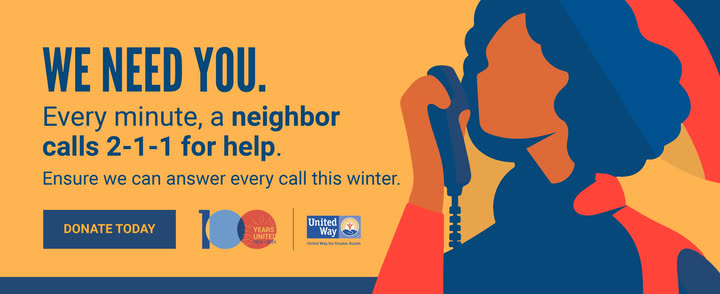 WE NEED YOU.
Every minute, a neighbor
calls 2-1-1 for help.
Ensure we can answer every call this winter.
DONATE TODAY
100
YEARS
UNITED
United
Way
United Way for Greater Austin